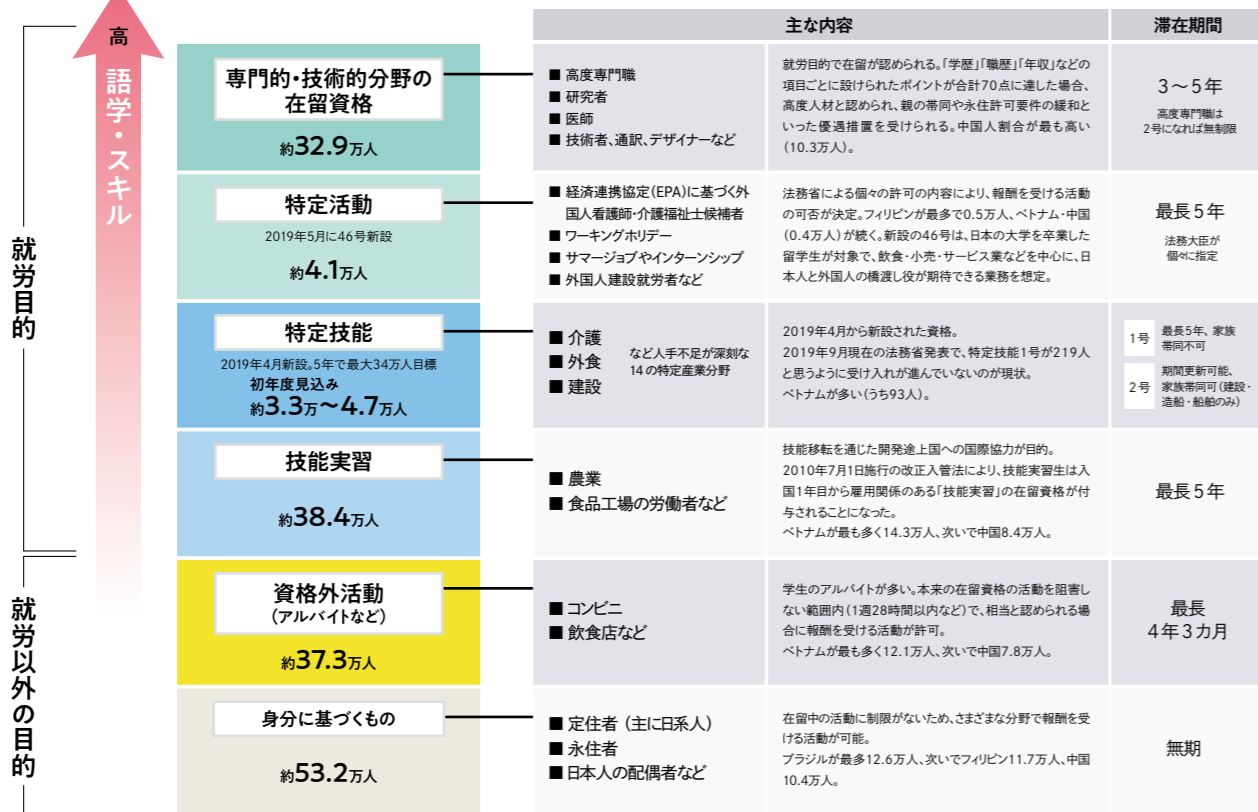 主な内容
滞在期間
高
語学・スキル
就労目的
就労以外の目的
専門的・技術的分野の
在留資格
約32.9万人
■ 高度専門職
■ 研究者
■ 医師
■ 技術者、通訳、デザイナーなど
就労目的で在留が認められる。「学歴」「職歴」「年収」などの
項目ごとに設けられたポイントが合計70点に達した場合、
高度人材と認められ、親の帯同や永住許可要件の緩和と
いった優遇措置を受けられる。中国人割合が最も高い
(10.3万人)。
3〜5年
高度専門職は
2号になれば無制限
特定活動
2019年5月に46号新設
約4.1万人
■ 経済連携協定(EPA)に基づく外
国人看護師・介護福祉士候補者
■ ワーキングホリデー
■ サマージョブやインターンシップ
■ 外国人建設就労者など
法務省による個々の許可の内容により、報酬を受ける活動
の可否が決定。フィリピンが最多で0.5万人、ベトナム・中国
(0.4万人)が続く。新設の46号は、日本の大学を卒業した
留学生が対象で、飲食・小売・サービス業などを中心に、日
本人と外国人の橋渡し役が期待できる業務を想定。
最長5年
法務大臣が
個々に指定
特定技能
2019年4月新設。5年で最大34万人目標
初年度見込み
約3.3万〜4.7万人
■ 介護
■ 外食
■ 建設
など人手不足が深刻な
14の特定産業分野
2019年4月から新設された資格。
2019年9月現在の法務省発表で、特定技能1号が219人
と思うように受け入れが進んでいないのが現状。
ベトナムが多い(うち93人)。
1号
最長5年、家族
帯同不可
2号
期間更新可能、
家族帯同可(建設・
造船・船舶のみ)
技能実習
約38.4万人
■ 農業
■ 食品工場の労働者など
技能移転を通じた開発途上国への国際協力が目的。
2010年7月1日施行の改正入管法により、技能実習生は入
国1年目から雇用関係のある「技能実習」の在留資格が付
与されることになった。
ベトナムが最も多く14.3万人、次いで中国8.4万人。
最長5年
資格外活動
(アルバイトなど)
約37.3万人
■ コンビニ
■ 飲食店など
学生のアルバイトが多い。本来の在留資格の活動を阻害し
ない範囲内(1週28時間以内など)で、相当と認められる場
合に報酬を受ける活動が許可。
ベトナムが最も多く12.1万人、次いで中国7.8万人。
最長
4年3カ月
身分に基づくもの
約53.2万人
■ 定住者 (主に日系人)
■ 永住者
■ 日本人の配偶者など
在留中の活動に制限がないため、さまざまな分野で報酬を受
ける活動が可能。
ブラジルが最多12.6万人、次いでフィリピン11.7万人、中国
10.4万人。
無期